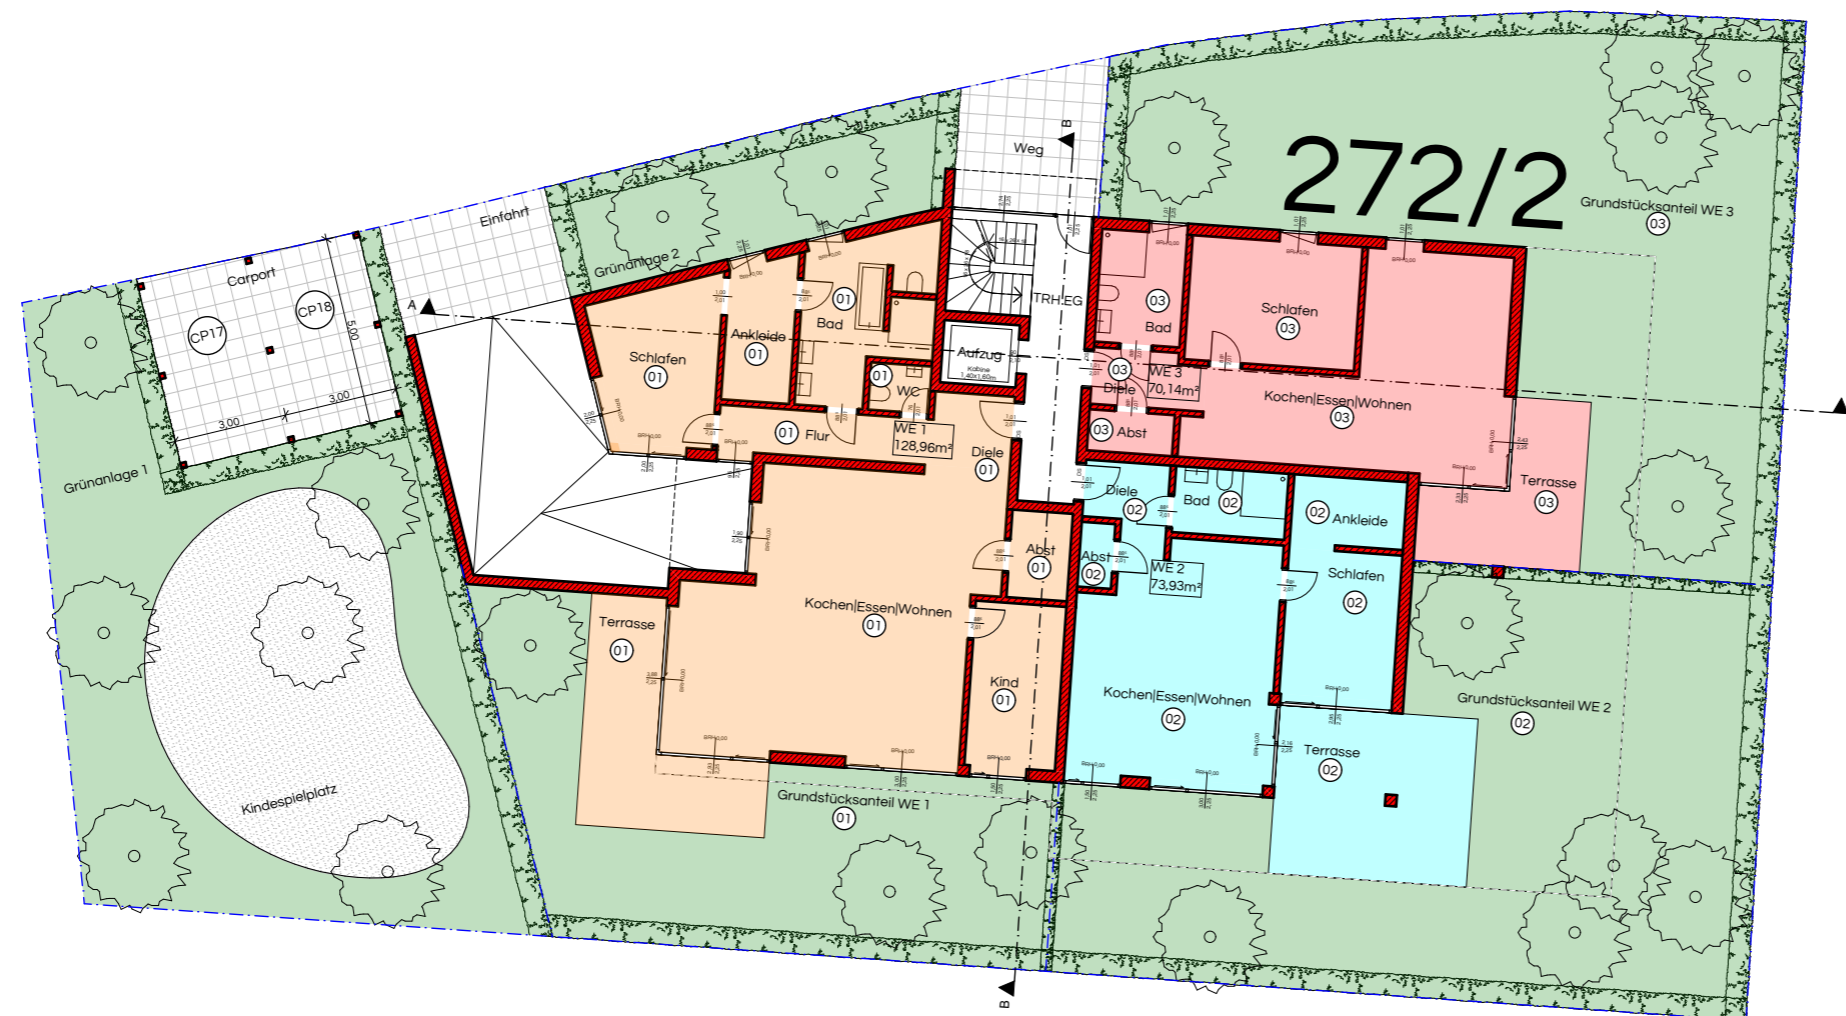 272/2
Weg
B
Einfahrt
Grünanlage 2
Carport
CP17
CP18
5,00
3,00
3,00
Grünanlage 1
Kindespielplatz
A
TRH.EG
Aufzug
Kabine
1,40x1,60m
Schlafen
01
Ankleide
01
01
Bad
01
WC
01
Flur
WE 1
128,96m²
Diele
01
Abst
01
Kochen|Essen|Wohnen
01
Kind
01
Terrasse
01
Grundstücksanteil WE 1
01
03
Bad
Schlafen
03
03
Diele
WE 3
70,14m²
03
Abst
Kochen|Essen|Wohnen
03
Terrasse
03
Grundstücksanteil WE 3
03
Diele
02
Bad
02
02
Ankleide
Abst
02
WE 2
73,93m²
Schlafen
02
Kochen|Essen|Wohnen
02
Terrasse
02
Grundstücksanteil WE 2
02
B